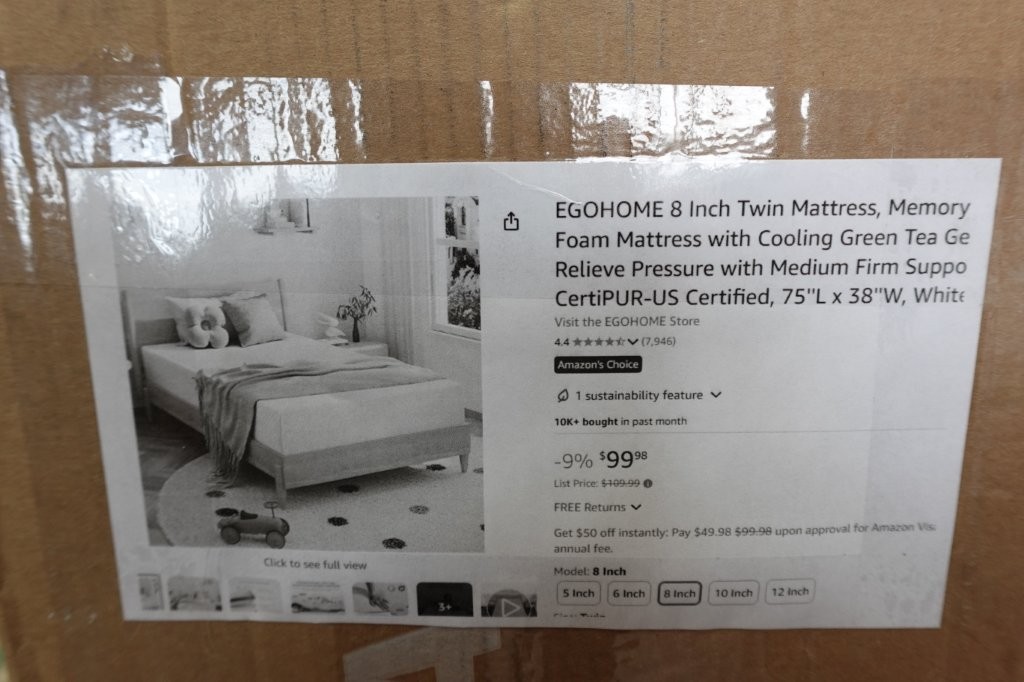 EGOHOME 8 Inch Twin Mattress, Memory
Foam Mattress with Cooling Green Tea Ge
Relieve Pressure with Medium Firm Suppo
CertiPUR-US Certified, 75"L x 38"W, White
Visit the EGOHOME Store
4.4 (7,946)
Amazon's Choice
1 sustainability feature
10K+ bought in past month
-9% $9998
List Price: $109.99
FREE Returns
Get $50 off instantly: Pay $49.98 $99.98 upon approval for Amazon Visa
annual fee.
Click to see full view
Model: 8 Inch
5 Inch 6 Inch 8 Inch 10 Inch 12 Inch
3+